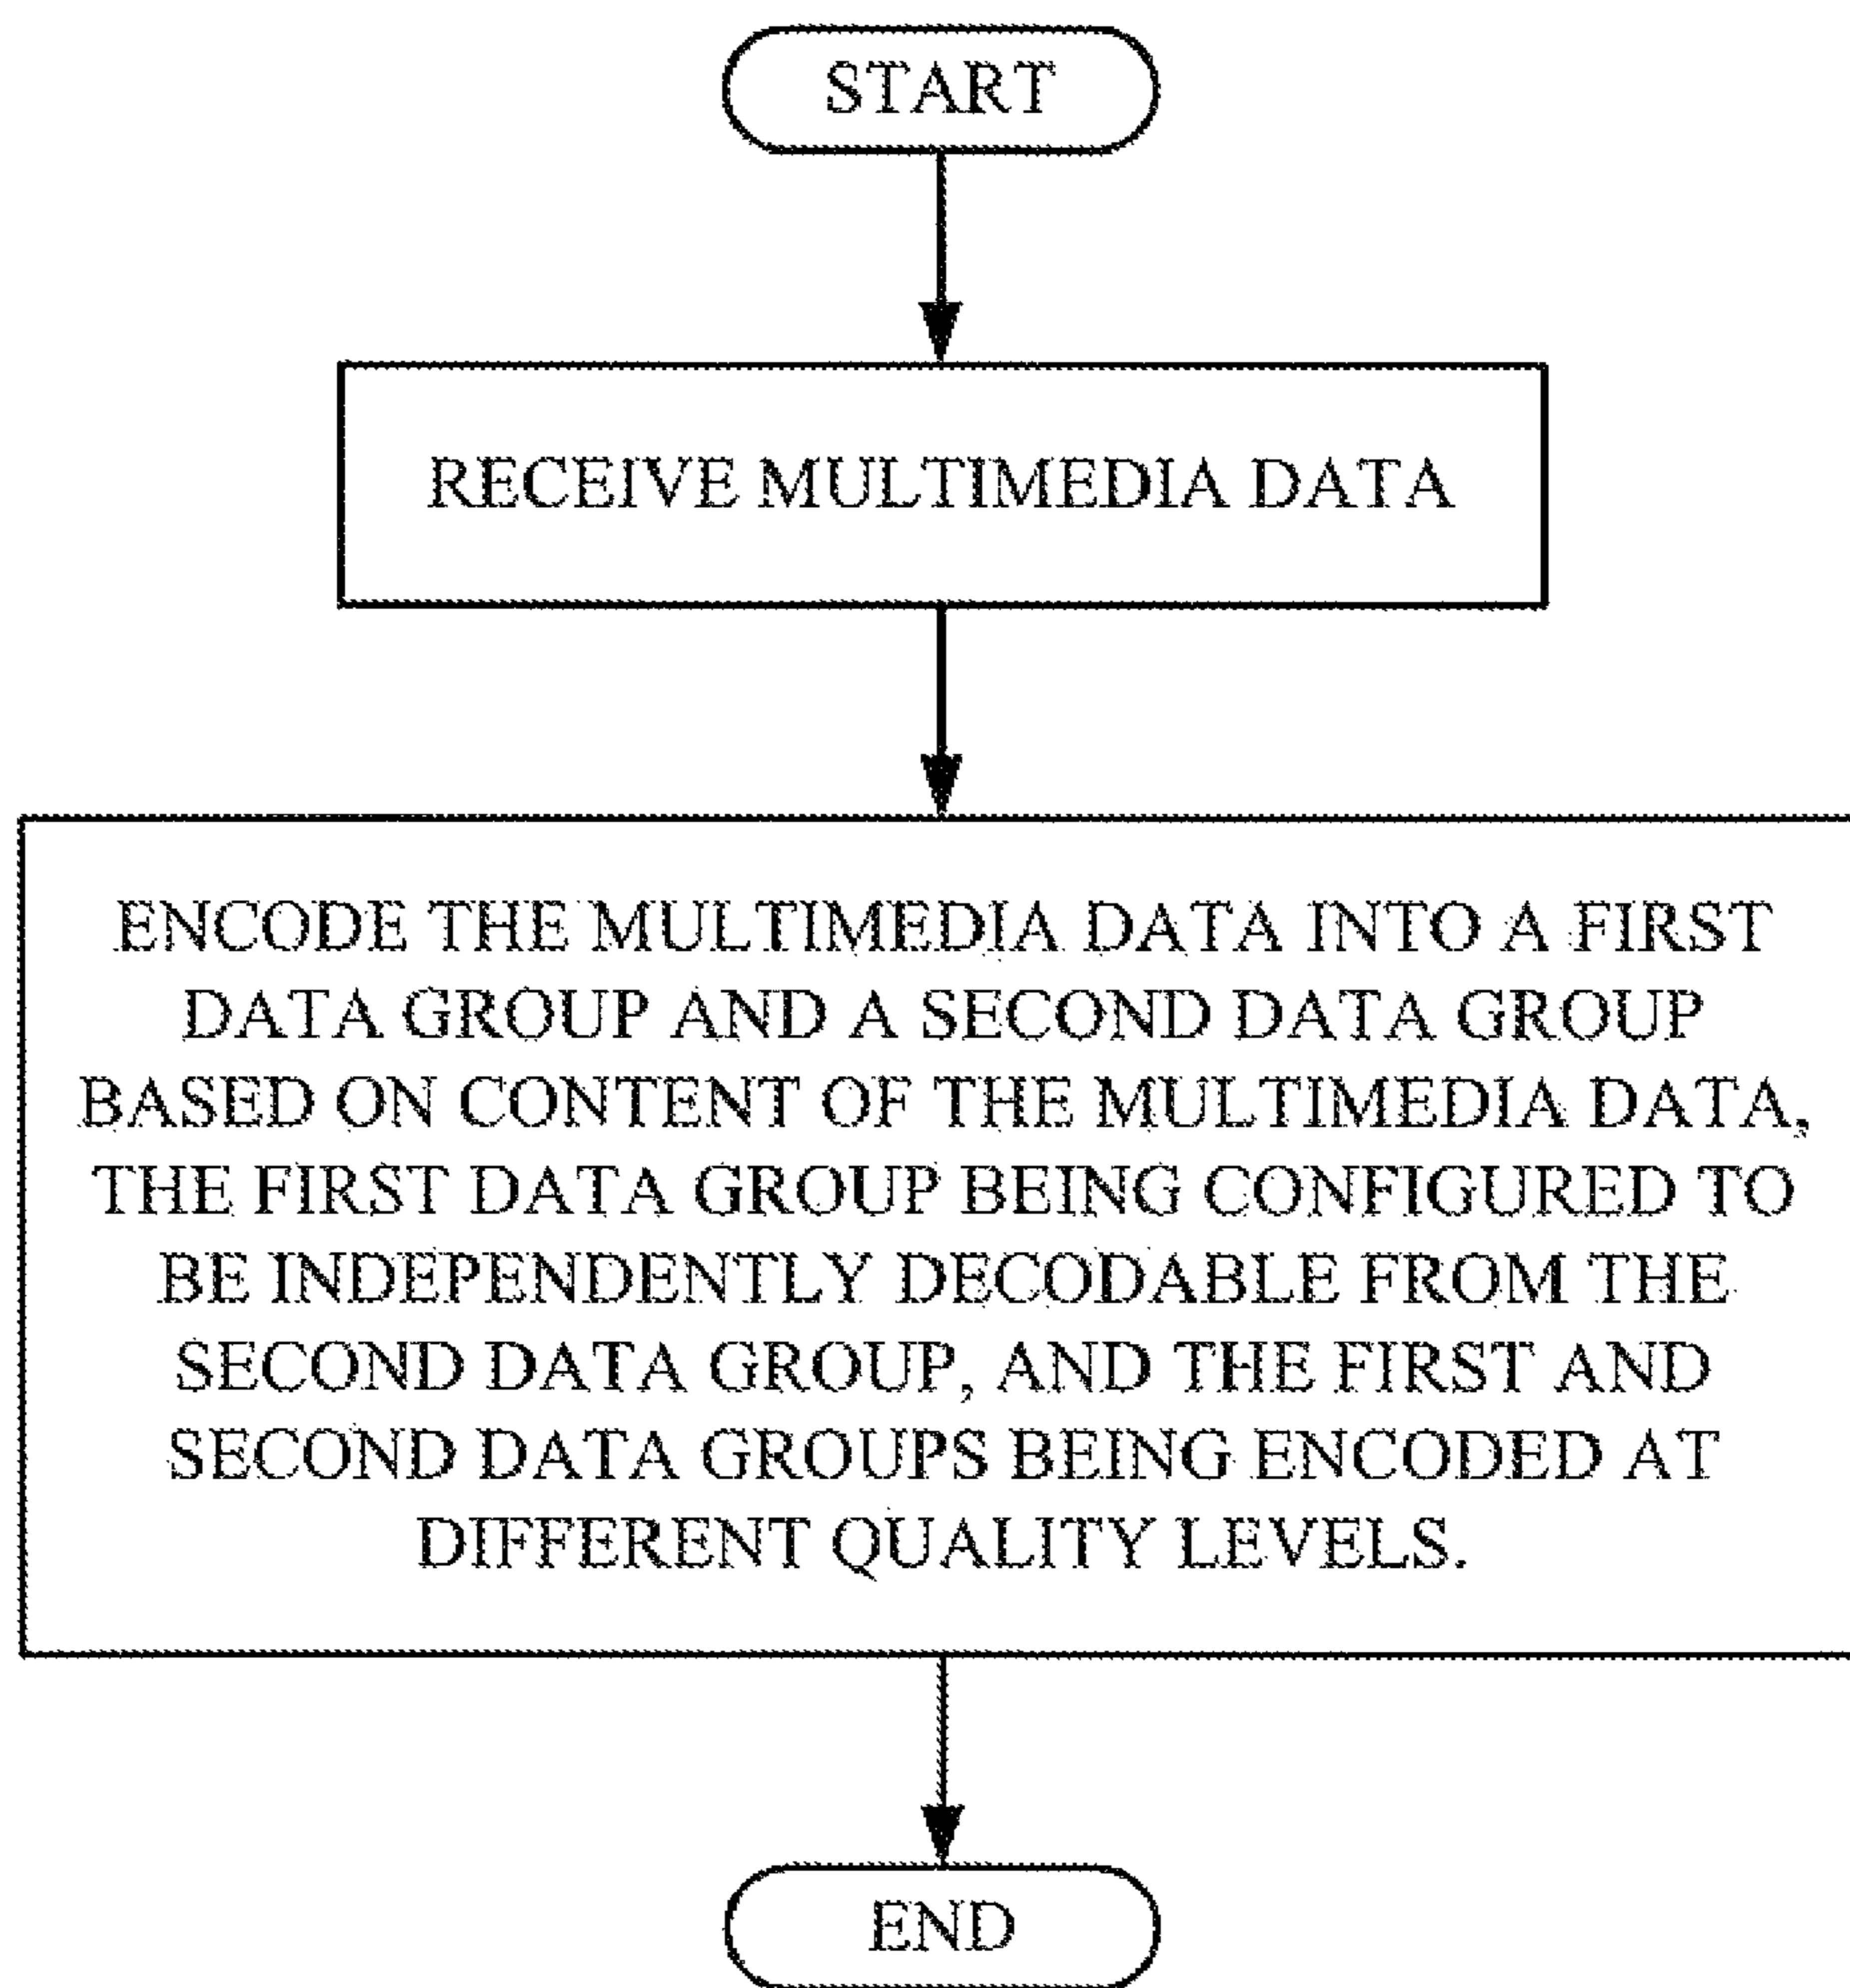 START
RECEIVE MULTIMEDIA DATA
ENCODE THE MULTIMEDIA DATA INTO A FIRST
DATA GROUP AND A SECOND DATA GROUP
BASED ON CONTENT OF THE MULTIMEDIA DATA,
THE FIRST DATA GROUP BEING CONFIGURED TO
BE INDEPENDENTLY DECODABLE FROM THE
SECOND DATA GROUP, AND THE FIRST AND
SECOND DATA GROUPS BEING ENCODED AT
DIFFERENT QUALITY LEVELS.
END